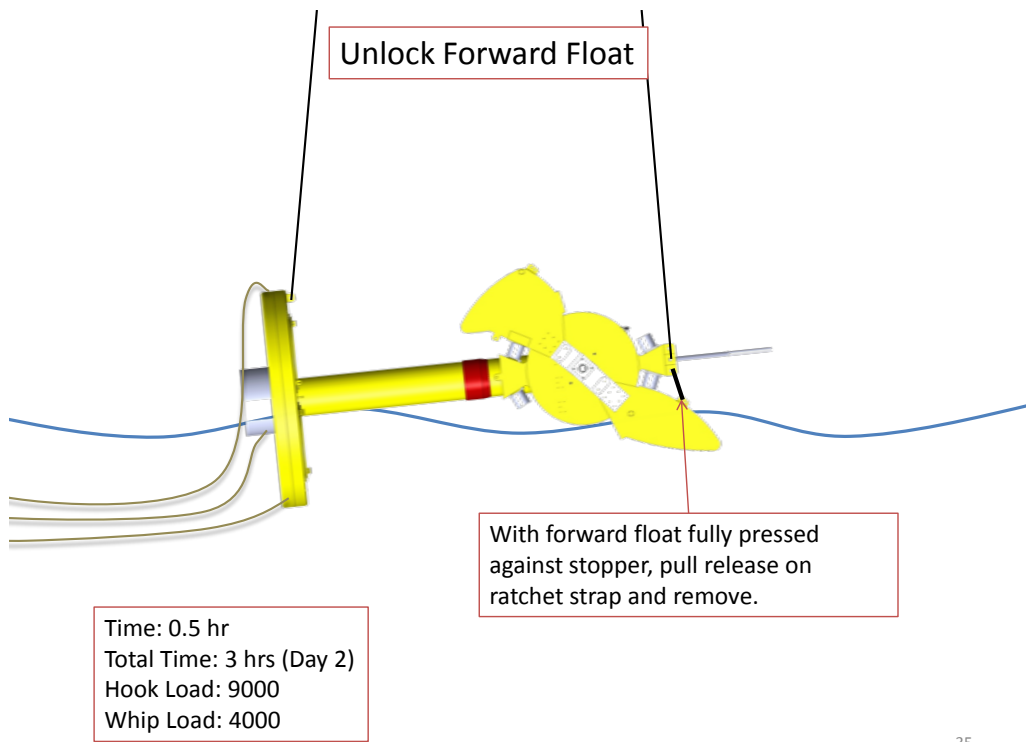 Unlock Forward Float
With forward float fully pressed
against stopper, pull release on
ratchet strap and remove.
Time: 0.5 hr
Total Time: 3 hrs (Day 2)
Hook Load: 9000
Whip Load: 4000